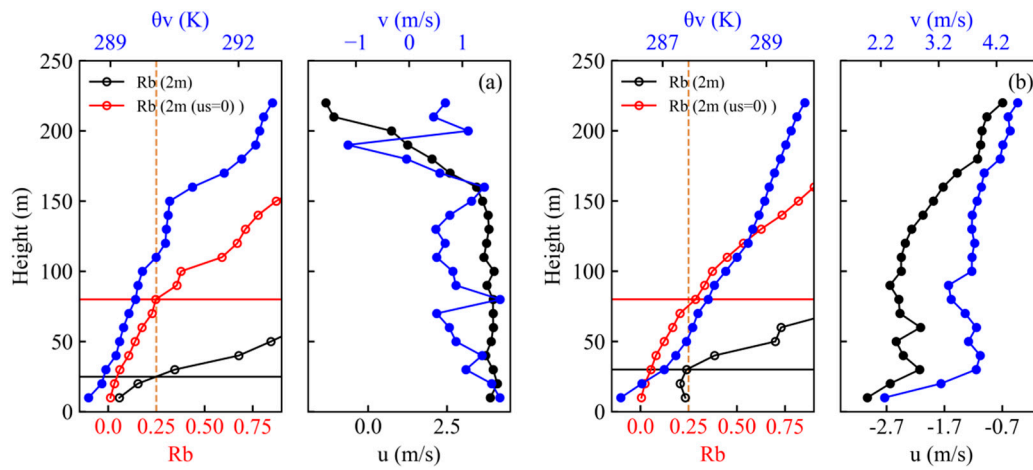 θv (K)
v (m/s)
θv (K)
v (m/s)
289 292
−1 0 1
287 289
2.2 3.2 4.2
250
200
150
100
50
0
Height (m)
Rb (2m)
Rb (2m (us=0) )
(a)
0.0 0.25 0.50 0.75
Rb
0.0 2.5
u (m/s)
250
200
150
100
50
0
Height (m)
Rb (2m)
Rb (2m (us=0) )
(b)
0.0 0.25 0.50 0.75
Rb
-2.7 -1.7 -0.7
u (m/s)